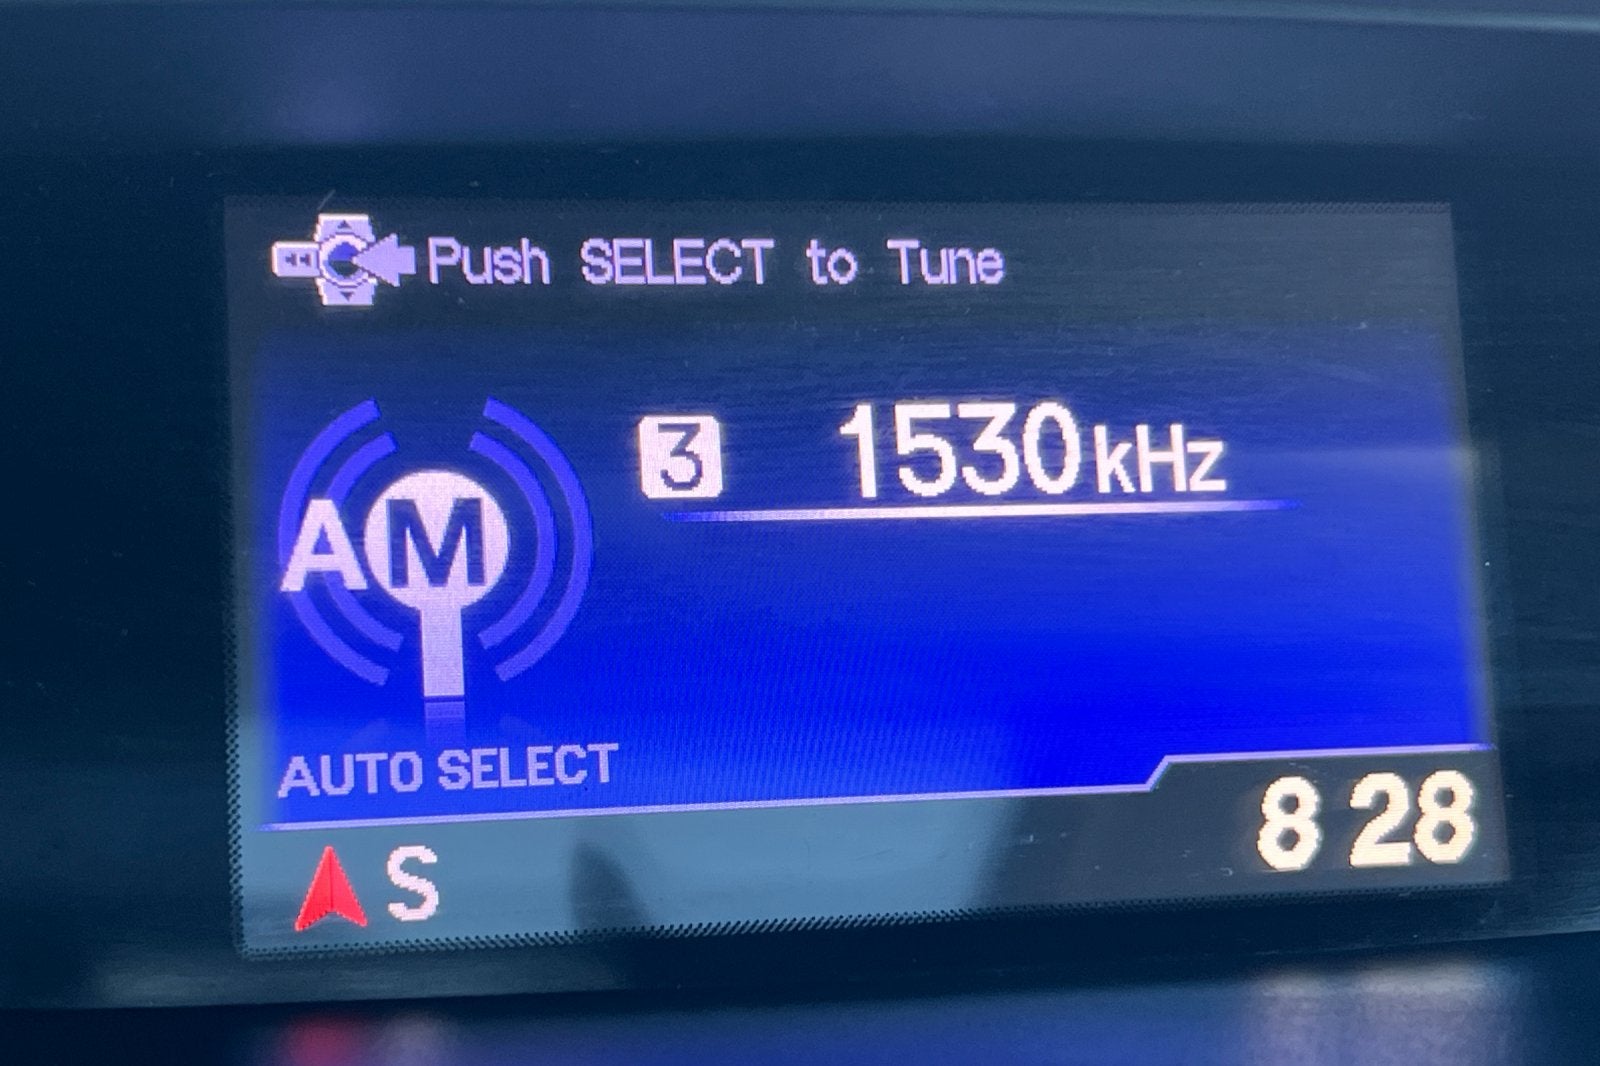 Push SELECT to Tune
3 1530kHz
AM
AUTO SELECT
S
8 28